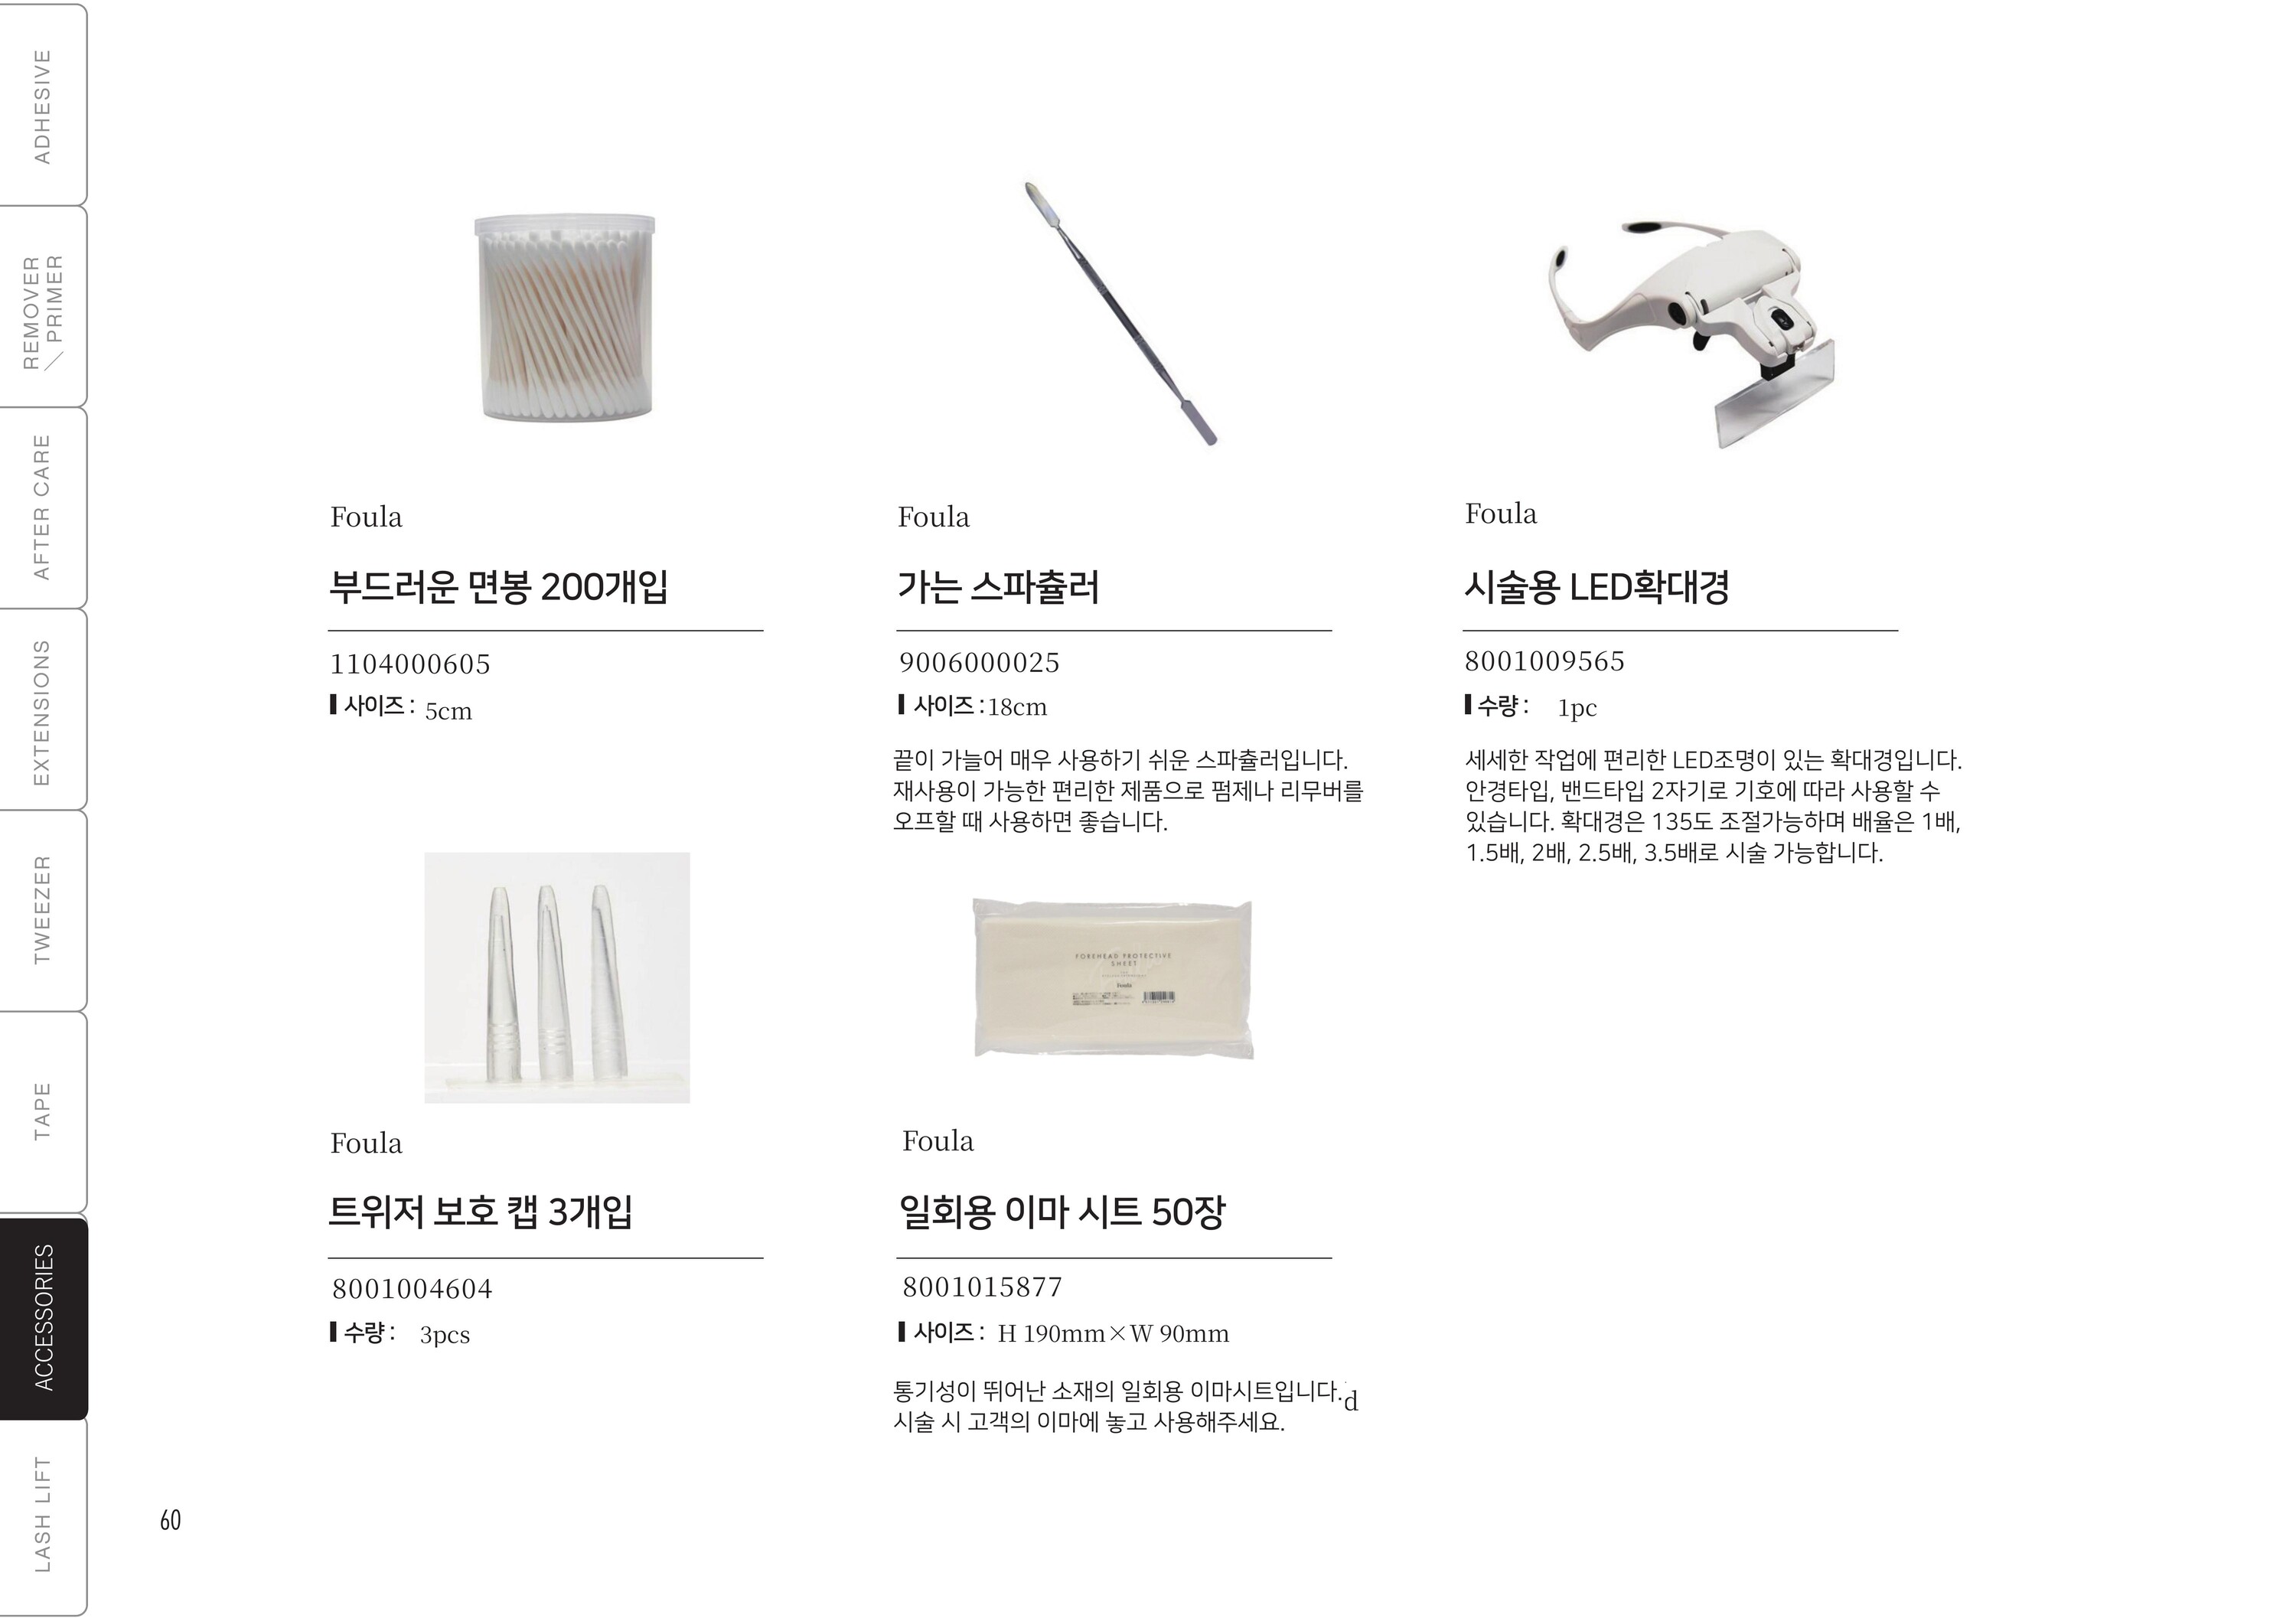 ADHESIVE
REMOVER
/ PRIMER
AFTER CARE
EXTENSIONS
TWEEZER
TAPE
ACCESSORIES
LASH LIFT
Foula
부드러운 면봉 200개입
1104000605
사이즈 : 5cm
Foula
가는 스파츌러
9006000025
사이즈 :18cm
끝이 가늘어 매우 사용하기 쉬운 스파츌러입니다.
재사용이 가능한 편리한 제품으로 펌제나 리무버를
오프할 때 사용하면 좋습니다.
Foula
시술용 LED확대경
8001009565
수량 : 1pc
세세한 작업에 편리한 LED조명이 있는 확대경입니다.
안경타입, 밴드타입 2자기로 기호에 따라 사용할 수
있습니다. 확대경은 135도 조절가능하며 배율은 1배,
1.5배, 2배, 2.5배, 3.5배로 시술 가능합니다.
Foula
트위저 보호 캡 3개입
8001004604
수량 : 3pcs
FOREHEAD PROTECTIVE
SHEET
Foula
Foula
일회용 이마 시트 50장
8001015877
사이즈 : H 190mm×W 90mm
통기성이 뛰어난 소재의 일회용 이마시트입니다. d
시술 시 고객의 이마에 놓고 사용해주세요.
60